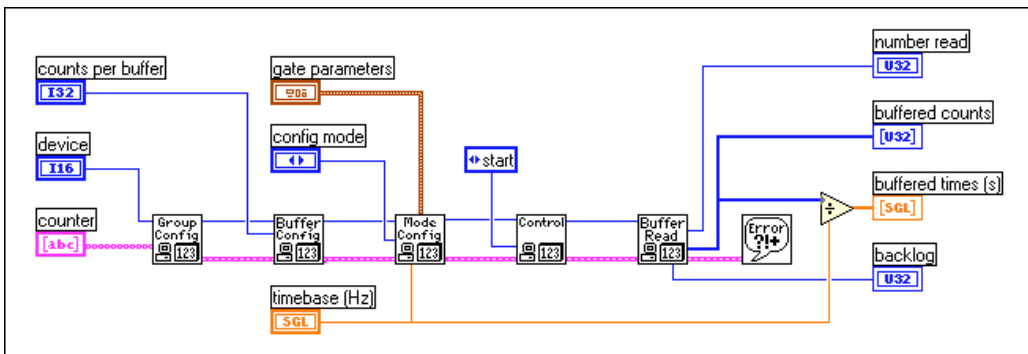 number read
U32
counts per buffer
I32
gate parameters
buffered counts
[U32]
device
I16
config mode
start
buffered times (s)
[SGL]
counter
[abc]
Group
Config
123
Buffer
Config
123
Mode
Config
123
Control
123
Buffer
Read
123
Error
?!+
÷
backlog
U32
timebase (Hz)
SGL